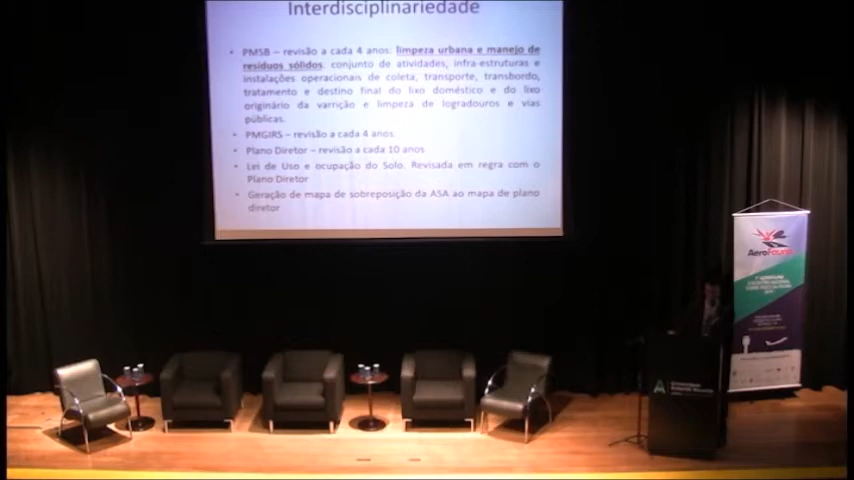 Interdisciplinariedade
• PMSB – revisão a cada 4 anos: limpeza urbana e manejo de
resíduos sólidos: conjunto de atividades, infra-estruturas e
instalações operacionais de coleta, transporte, transbordo,
tratamento e destino final do lixo doméstico e do lixo
originário da varrição e limpeza de logradouros e vias
públicas.
• PMGIRS – revisão a cada 4 anos.
• Plano Diretor – revisão a cada 10 anos
• Lei de Uso e ocupação do Solo. Revisada em regra com o
Plano Diretor
• Geração de mapa de sobreposição da ASA ao mapa de plano
diretor
AeroFauna
Universidade